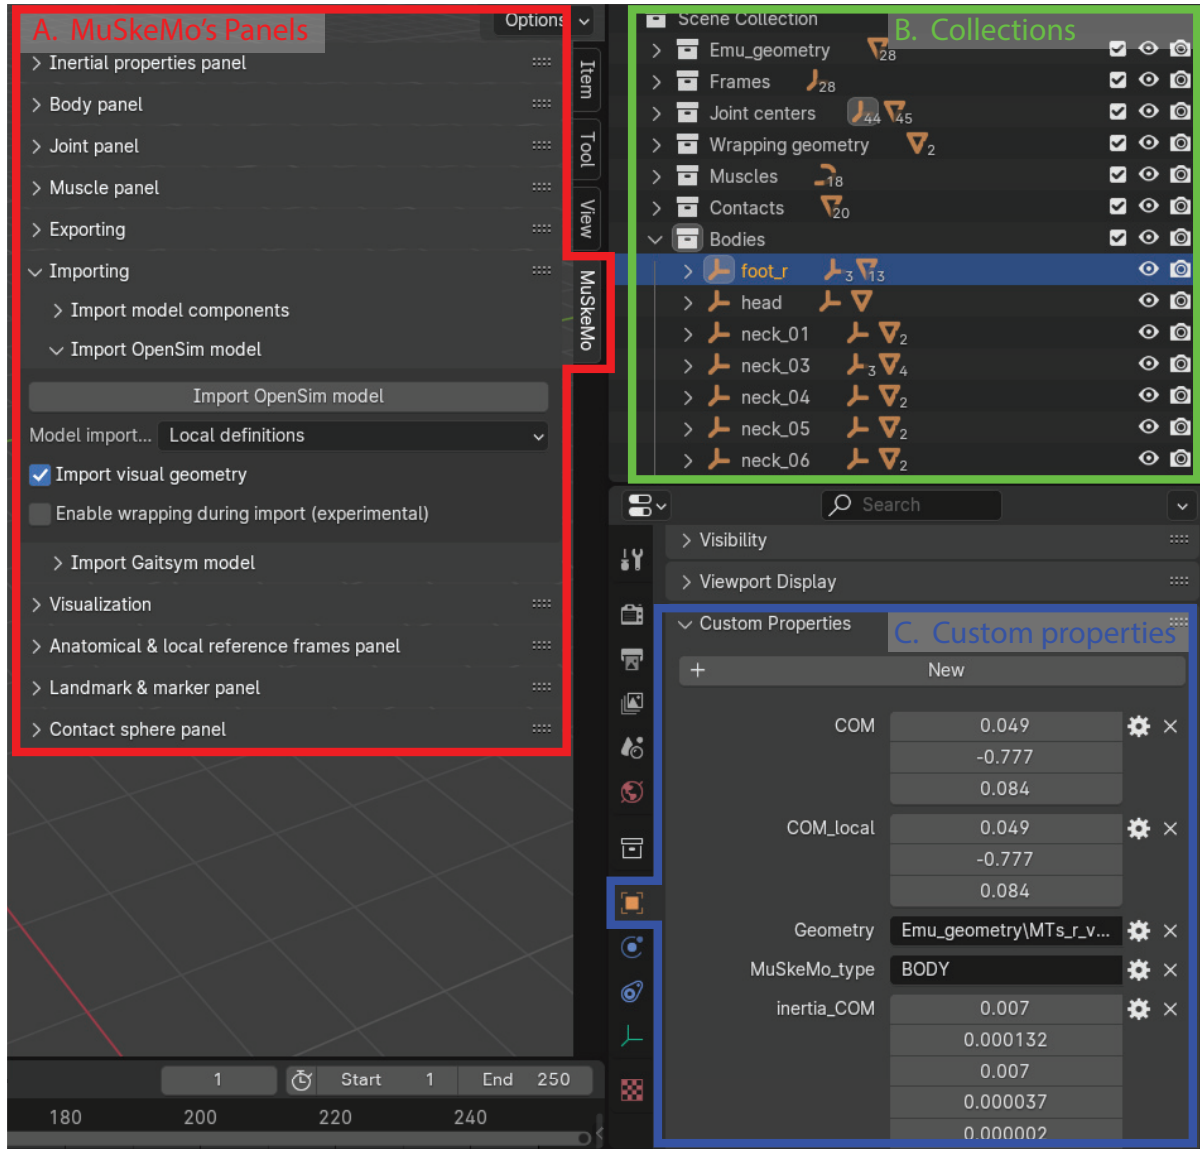 A. MuSkeMo's Panels
Options
Inertial properties panel
Body panel
Joint panel
Muscle panel
Exporting
Importing
Import model components
Import OpenSim model
Import OpenSim model
Model import... Local definitions
Import visual geometry
Enable wrapping during import (experimental)
Import Gaitsym model
Visualization
Anatomical & local reference frames panel
Landmark & marker panel
Contact sphere panel
Item
Tool
View
MuSkeMo
1 Start 1 End 250
180 200 220 240
Scene Collection
B. Collections
Emu_geometry 28
Frames 28
Joint centers 44 45
Wrapping geometry 2
Muscles 18
Contacts 20
Bodies
foot_r 3 13
head
neck_01 2
neck_03 3 4
neck_04 2
neck_05 2
neck_06 2
Search
Visibility
Viewport Display
Custom Properties
C. Custom properties
+ New
COM 0.049
-0.777
0.084
COM_local 0.049
-0.777
0.084
Geometry Emu_geometry\MTs_r_v...
MuSkeMo_type BODY
inertia_COM 0.007
0.000132
0.007
0.000037
0.000002